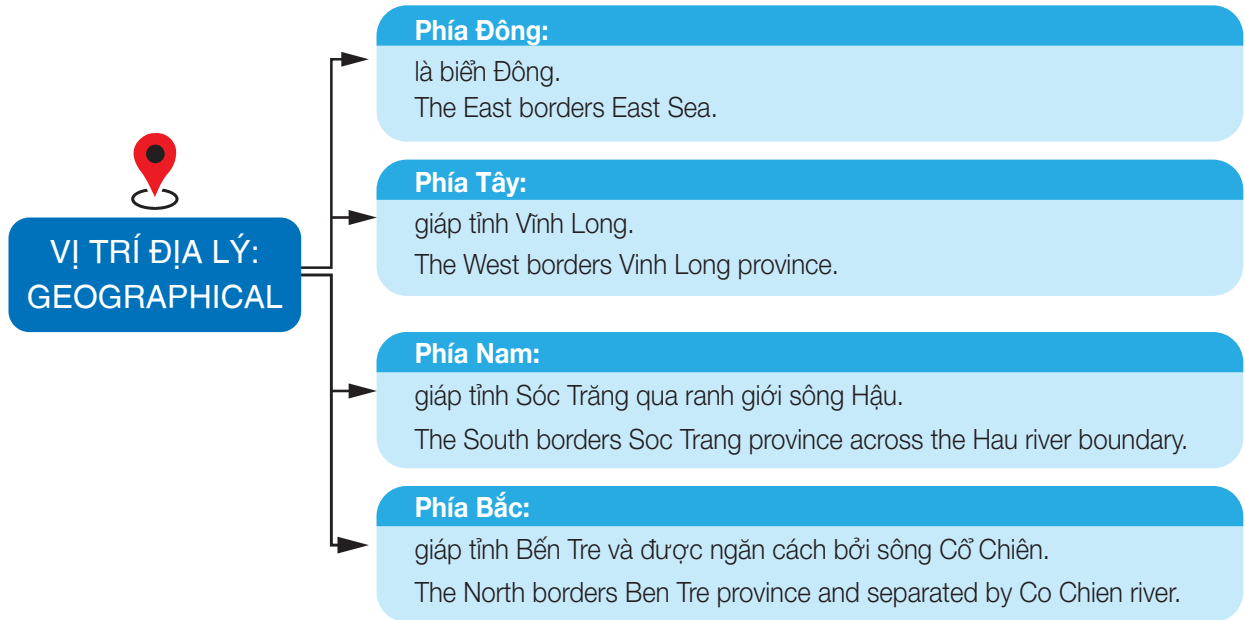 VỊ TRÍ ĐỊA LÝ:
GEOGRAPHICAL
Phía Đông:
là biển Đông.
The East borders East Sea.
Phía Tây:
giáp tỉnh Vĩnh Long.
The West borders Vinh Long province.
Phía Nam:
giáp tỉnh Sóc Trăng qua ranh giới sông Hậu.
The South borders Soc Trang province across the Hau river boundary.
Phía Bắc:
giáp tỉnh Bến Tre và được ngăn cách bởi sông Cổ Chiên.
The North borders Ben Tre province and separated by Co Chien river.